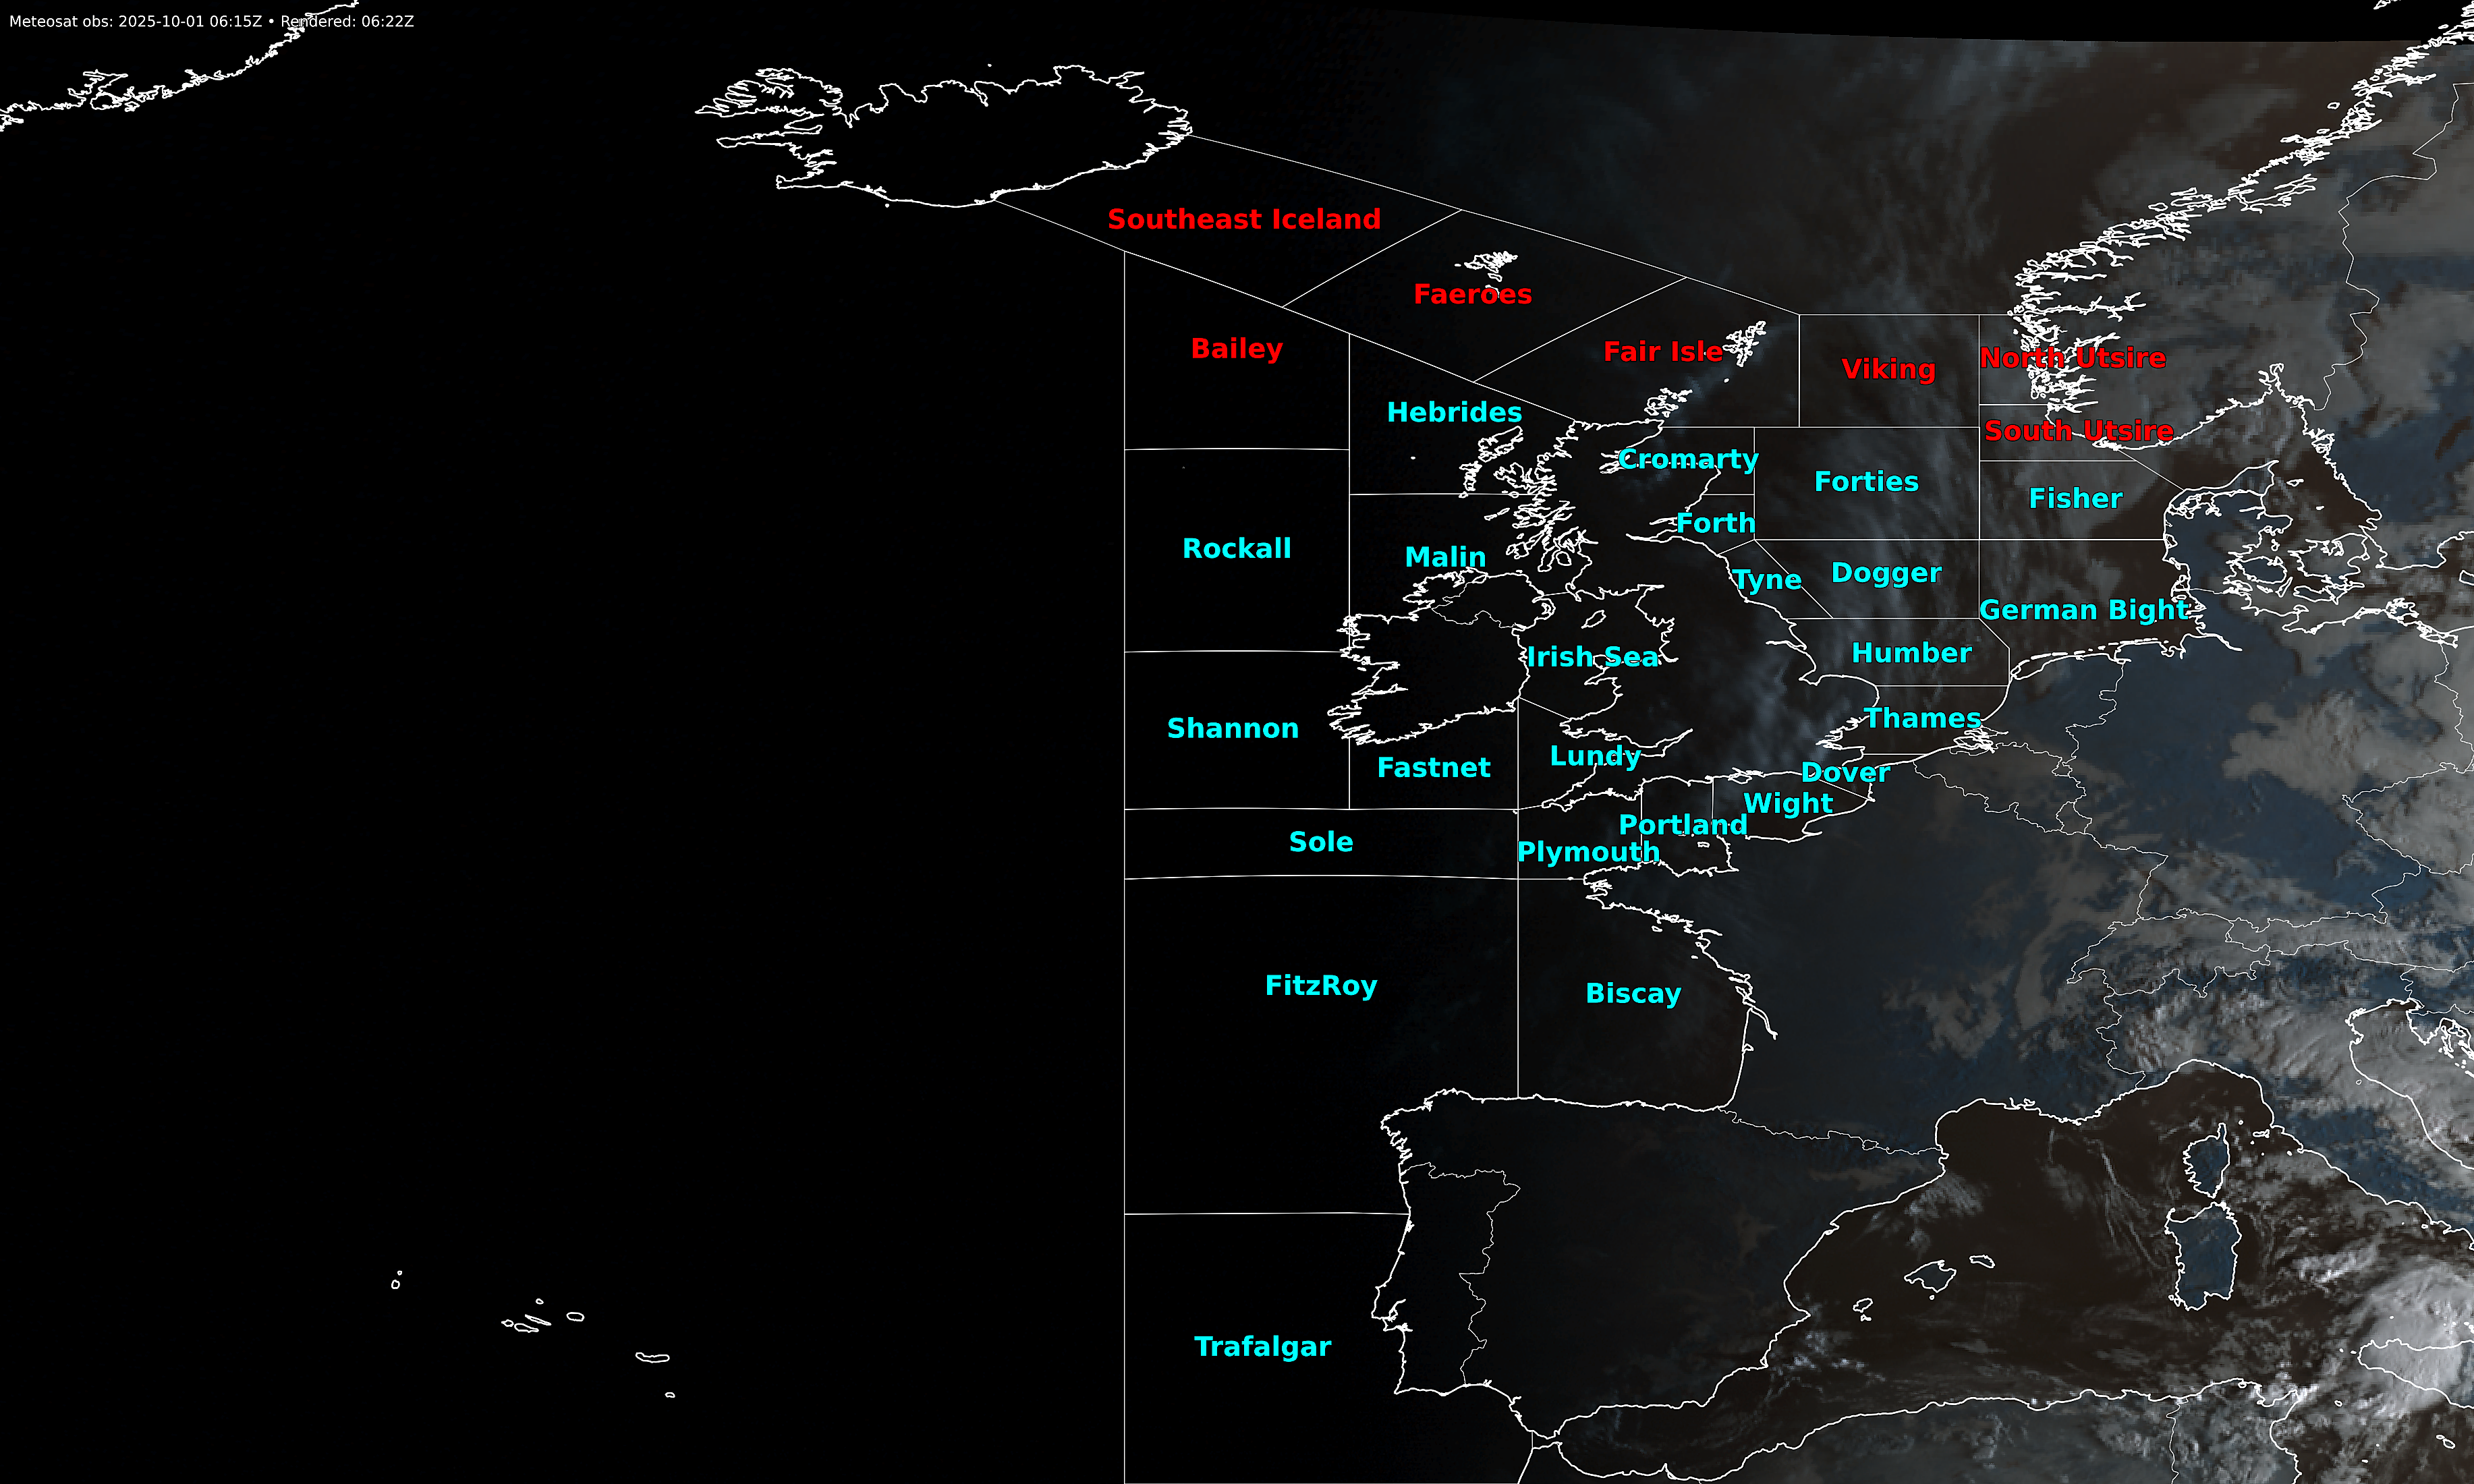 Meteosat obs: 2025-10-01 06:15Z • Rendered: 06:22Z
Southeast Iceland
Faeroes
Bailey
Fair Isle
Viking
North Utsire
Hebrides
South Utsire
Cromarty
Forties
Fisher
Forth
Rockall
Malin
Tyne
Dogger
German Bight
Irish Sea
Humber
Shannon
Thames
Fastnet
Lundy
Dover
Wight
Portland
Sole
Plymouth
FitzRoy
Biscay
Trafalgar